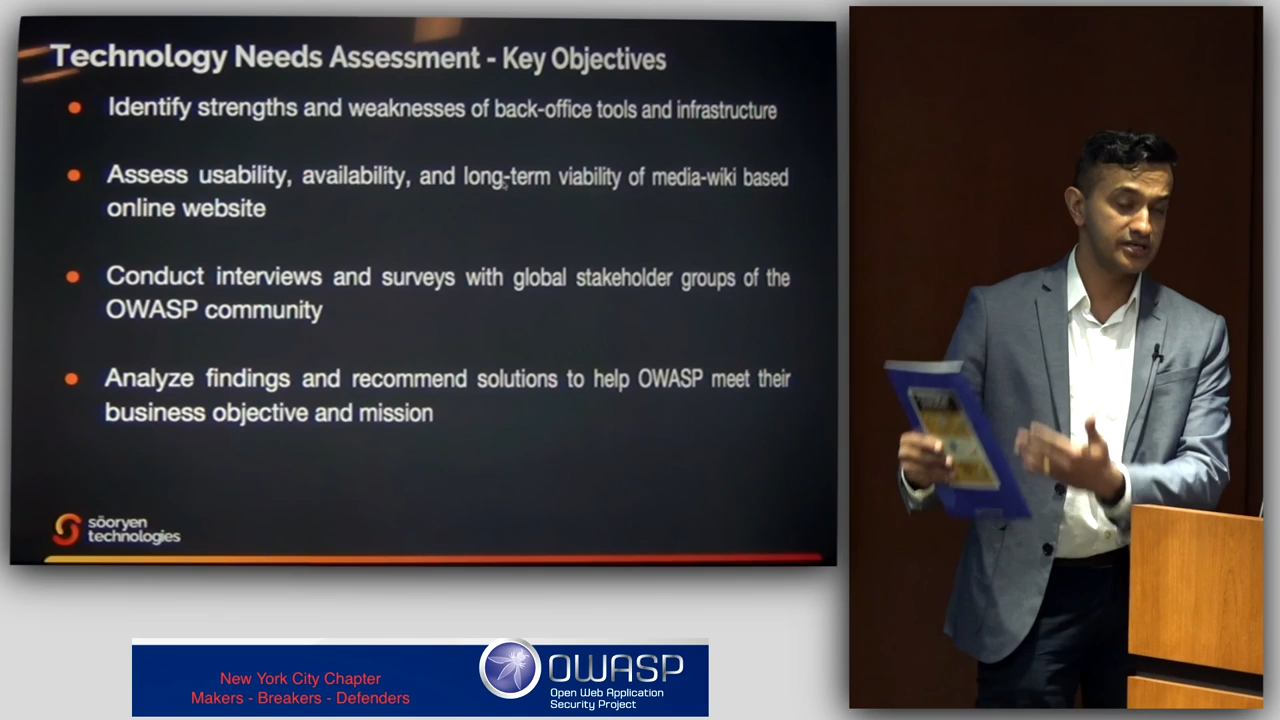 Technology Needs Assessment - Key Objectives
Identify strengths and weaknesses of back-office tools and infrastructure
Assess usability, availability, and long-term viability of media-wiki based
online website
Conduct interviews and surveys with global stakeholder groups of the
OWASP community
Analyze findings and recommend solutions to help OWASP meet their
business objective and mission
söoryen
technologies
New York City Chapter
Makers - Breakers - Defenders
OWASP
Open Web Application
Security Project